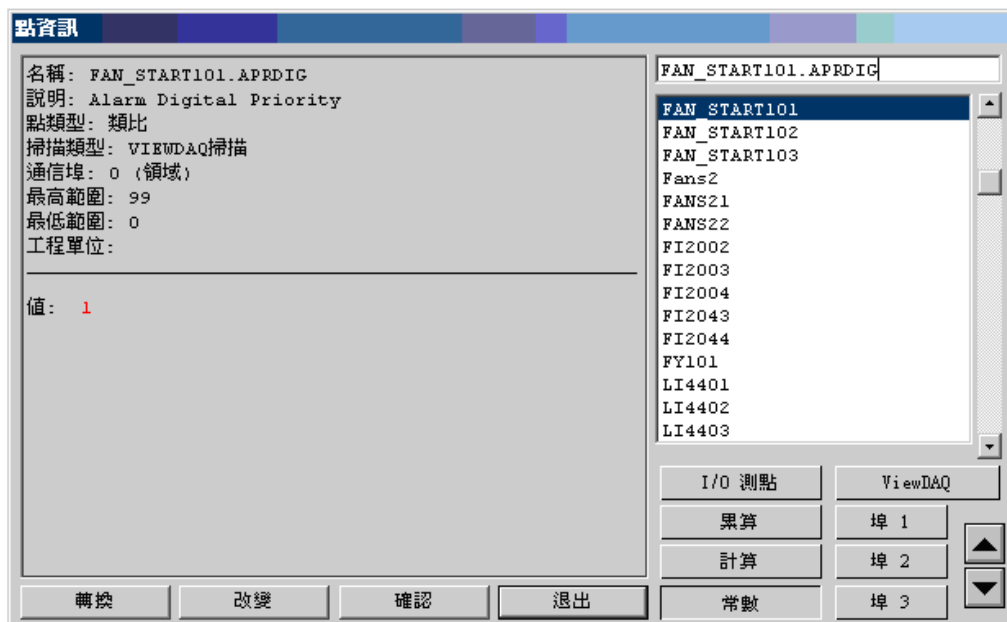 點資訊
名稱: FAN_START101.APRDIG
說明: Alarm Digital Priority
點類型: 類比
掃描類型: VIEWDAQ掃描
通信埠: 0 (領域)
最高範圍: 99
最低範圍: 0
工程單位:
值: 1
FAN_START101.APRDIG
FAN_START101
FAN_START102
FAN_START103
Fans2
FANS21
FANS22
FI2002
FI2003
FI2004
FI2043
FI2044
FY101
LI4401
LI4402
LI4403
I/O 測點
ViewDAQ
累算
埠 1
計算
埠 2
常數
埠 3
轉換
改變
確認
退出